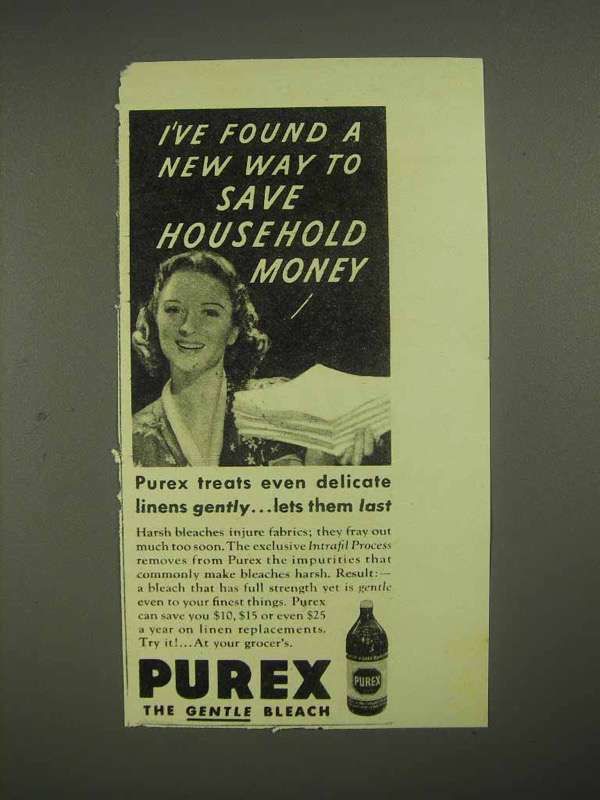 I'VE FOUND A
NEW WAY TO
SAVE
HOUSEHOLD
MONEY
Purex treats even delicate
linens gently...lets them last
Harsh bleaches injure fabrics; they fray out
much too soon. The exclusive Intrafil Process
removes from Purex the impurities that
commonly make bleaches harsh. Result:—
a bleach that has full strength yet is gentle
even to your finest things. Purex
can save you $10, $15 or even $25
a year on linen replacements.
Try it!...At your grocer's.
PUREX
THE GENTLE BLEACH
PUREX